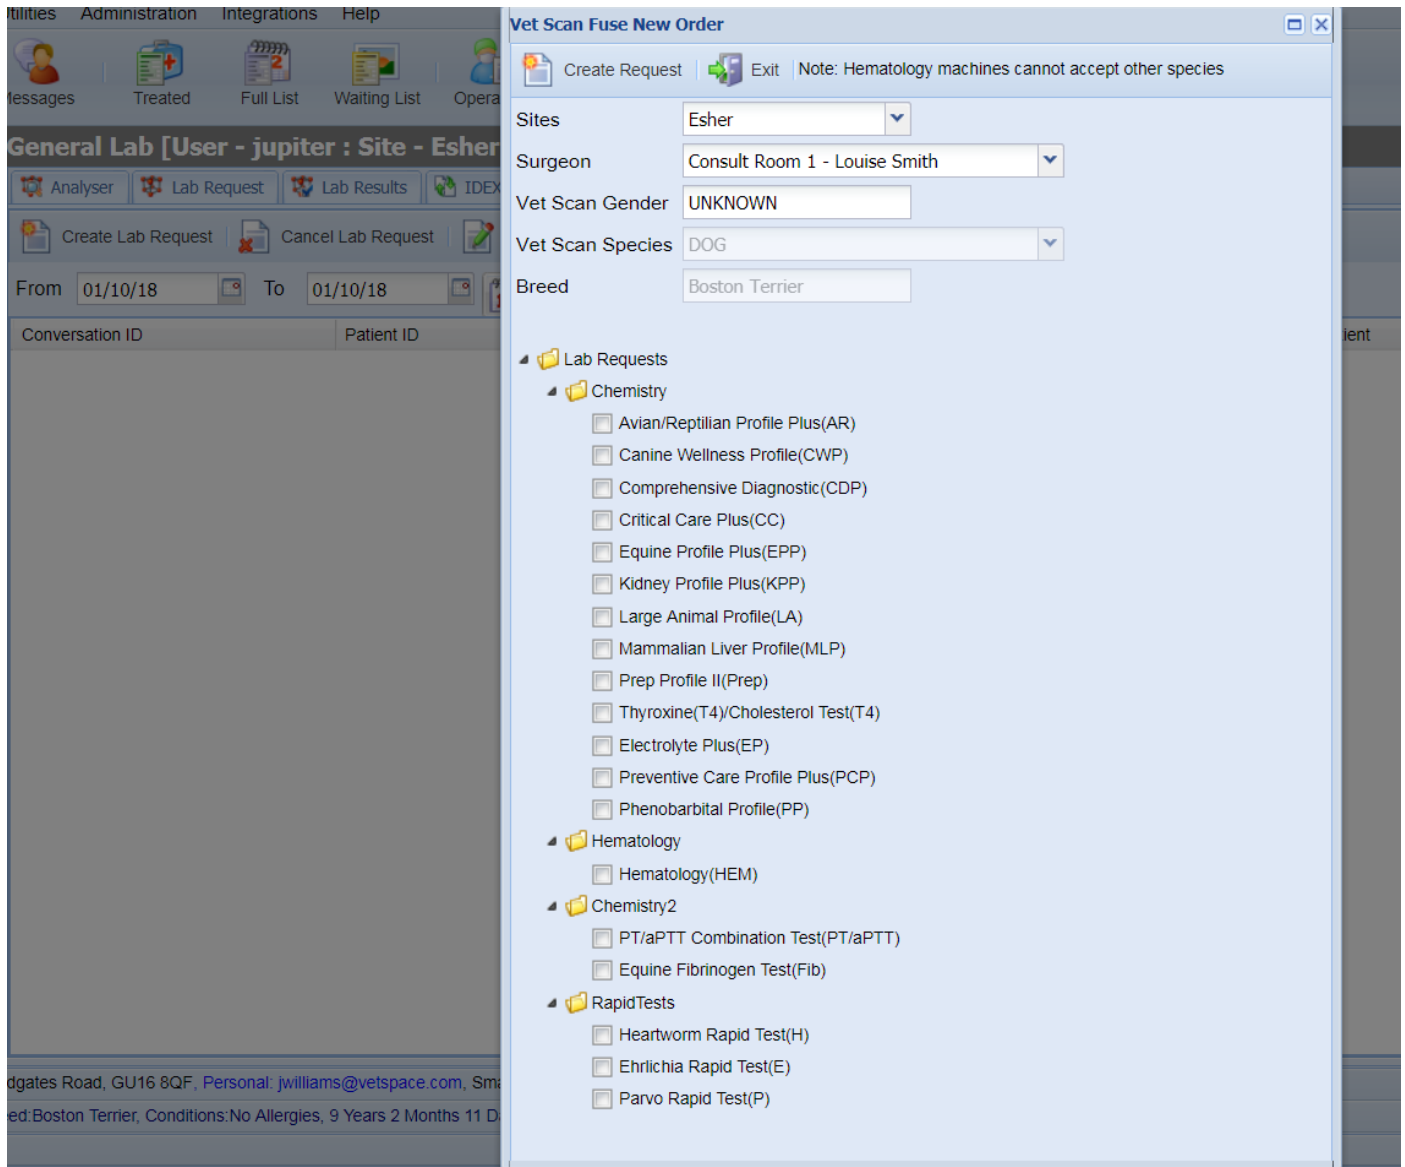 Utilities Administration Integrations Help
Messages Treated Full List Waiting List Opera
General Lab [User - jupiter : Site - Esher
Analyser Lab Request Lab Results IDEX
Create Lab Request Cancel Lab Request
From 01/10/18 To 01/10/18
Conversation ID Patient ID ient
Vet Scan Fuse New Order
Create Request Exit Note: Hematology machines cannot accept other species
Sites Esher
Surgeon Consult Room 1 - Louise Smith
Vet Scan Gender UNKNOWN
Vet Scan Species DOG
Breed Boston Terrier
Lab Requests
Chemistry
Avian/Reptilian Profile Plus(AR)
Canine Wellness Profile(CWP)
Comprehensive Diagnostic(CDP)
Critical Care Plus(CC)
Equine Profile Plus(EPP)
Kidney Profile Plus(KPP)
Large Animal Profile(LA)
Mammalian Liver Profile(MLP)
Prep Profile II(Prep)
Thyroxine(T4)/Cholesterol Test(T4)
Electrolyte Plus(EP)
Preventive Care Profile Plus(PCP)
Phenobarbital Profile(PP)
Hematology
Hematology(HEM)
Chemistry2
PT/aPTT Combination Test(PT/aPTT)
Equine Fibrinogen Test(Fib)
RapidTests
Heartworm Rapid Test(H)
Ehrlichia Rapid Test(E)
Parvo Rapid Test(P)
dgates Road, GU16 8QF, Personal: jwilliams@vetspace.com, Sma
ed:Boston Terrier, Conditions:No Allergies, 9 Years 2 Months 11 D